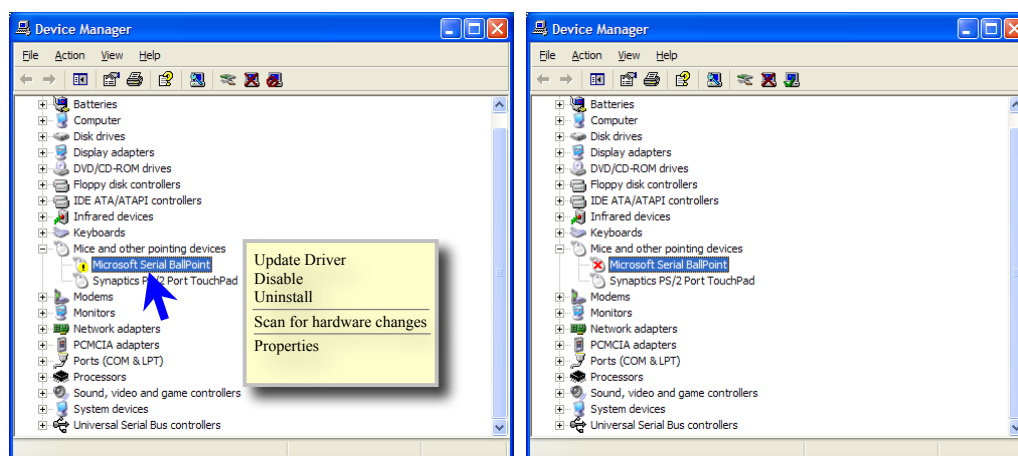 Device Manager
File Action View Help
Batteries
Computer
Disk drives
Display adapters
DVD/CD-ROM drives
Floppy disk controllers
IDE ATA/ATAPI controllers
Infrared devices
Keyboards
Mice and other pointing devices
Microsoft Serial BallPoint
Synaptics PS/2 Port TouchPad
Modems
Monitors
Network adapters
PCMCIA adapters
Ports (COM & LPT)
Processors
Sound, video and game controllers
System devices
Universal Serial Bus controllers
Update Driver
Disable
Uninstall
Scan for hardware changes
Properties
Device Manager
File Action View Help
Batteries
Computer
Disk drives
Display adapters
DVD/CD-ROM drives
Floppy disk controllers
IDE ATA/ATAPI controllers
Infrared devices
Keyboards
Mice and other pointing devices
Microsoft Serial BallPoint
Synaptics PS/2 Port TouchPad
Modems
Monitors
Network adapters
PCMCIA adapters
Ports (COM & LPT)
Processors
Sound, video and game controllers
System devices
Universal Serial Bus controllers